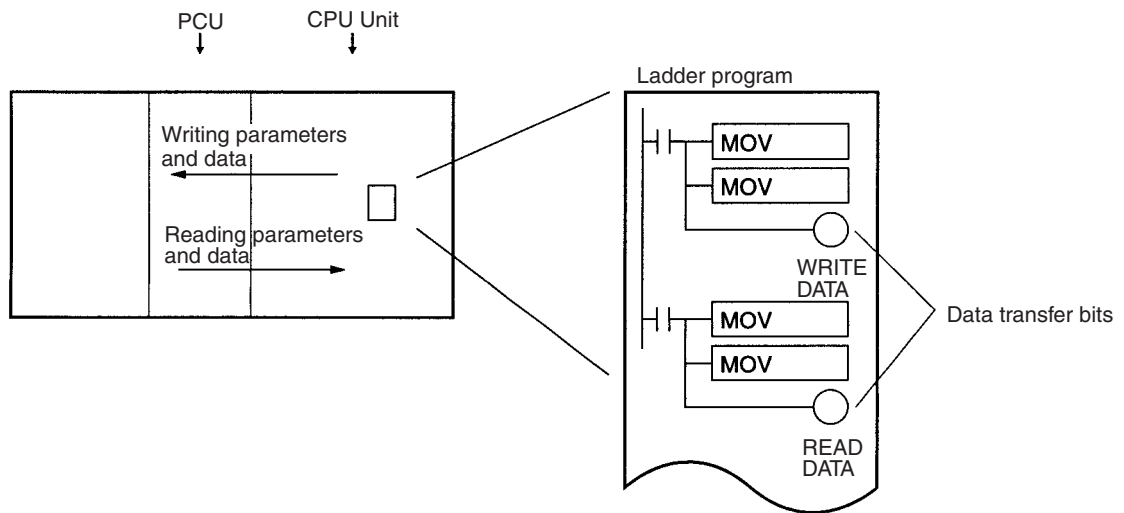 PCU
CPU Unit
Writing parameters
and data
Reading parameters
and data
Ladder program
MOV
MOV
WRITE
DATA
MOV
MOV
READ
DATA
Data transfer bits